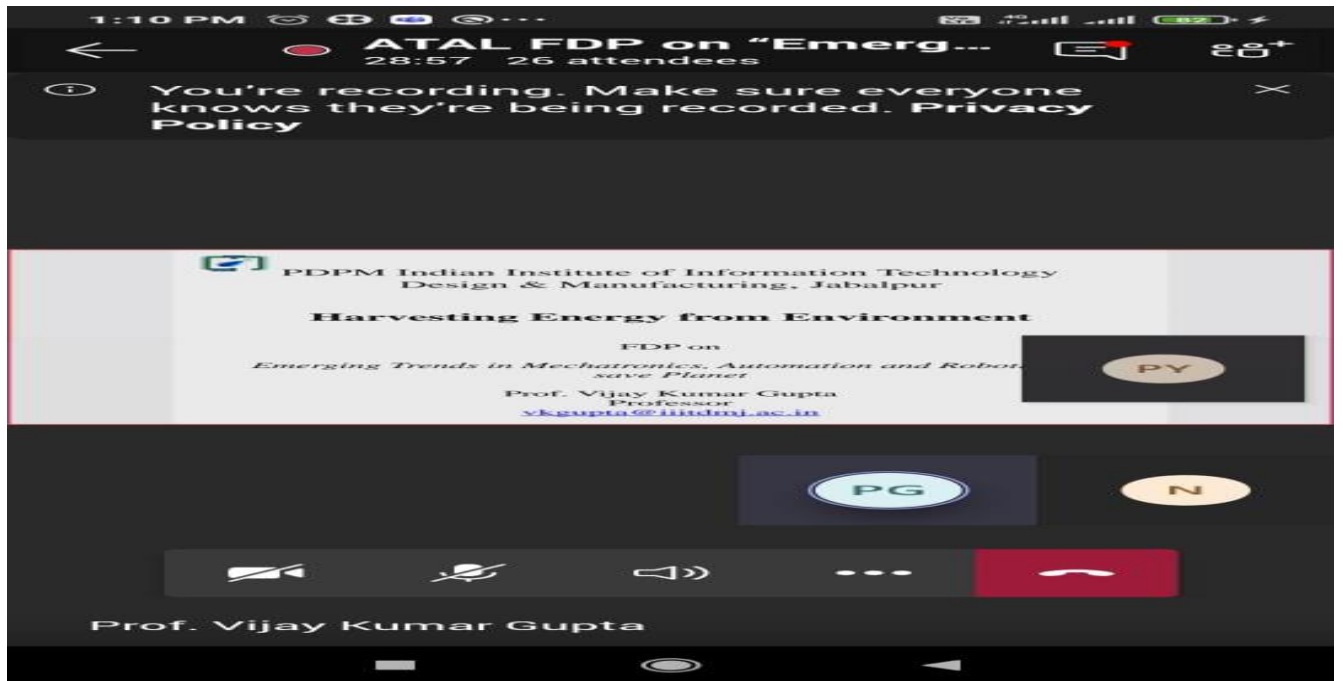 1:10 PM
Vo 4G 82
ATAL FDP on "Emerg...
28:57 26 attendees
You're recording. Make sure everyone
knows they're being recorded. Privacy
Policy
PDPM Indian Institute of Information Technology
Design & Manufacturing, Jabalpur
Harvesting Energy from Environment
FDP on
Emerging Trends in Mechatronics, Automation and Robot
save Planet
PY
Prof. Vijay Kumar Gupta
Professor
vkgupta@iiitdmj.ac.in
PG
N
Prof. Vijay Kumar Gupta